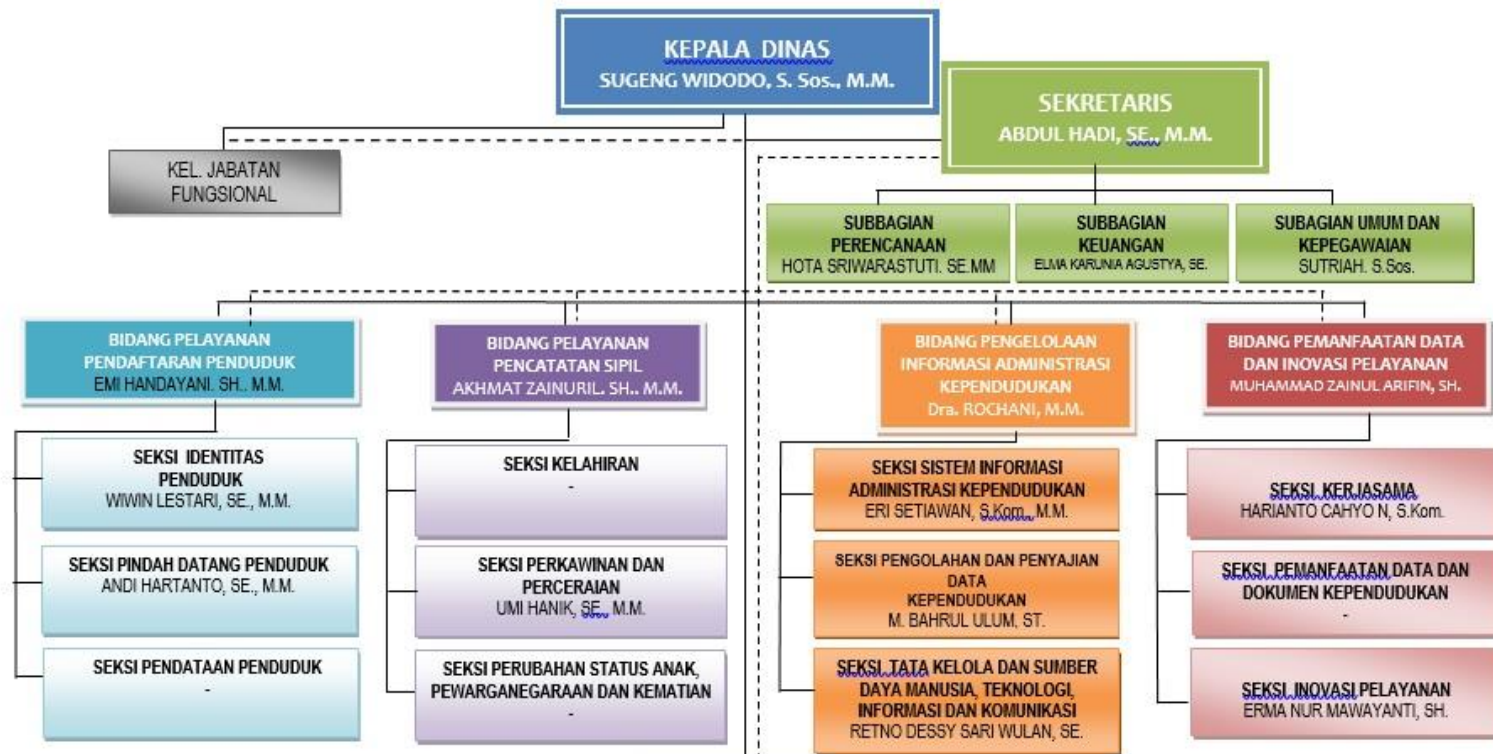 KEPALA DINAS
SUGENG WIDODO, S. Sos., M.M.
SEKRETARIS
ABDUL HADI, SE., M.M.
KEL. JABATAN
FUNGSIONAL
SUBBAGIAN
PERENCANAAN
HOTA SRIWARASTUTI. SE.MM
SUBBAGIAN
KEUANGAN
ELMA KARUNIA AGUSTYA, SE.
SUBAGIAN UMUM DAN
KEPEGAWAIAN
SUTRIAH. S.Sos.
BIDANG PELAYANAN
PENDAFTARAN PENDUDUK
EMI HANDAYANI. SH.. M.M.
BIDANG PELAYANAN
PENCATATAN SIPIL
AKHMAT ZAINURIL. SH.. M.M.
BIDANG PENGELOLAAN
INFORMASI ADMINISTRASI
KEPENDUDUKAN
Dra. ROCHANI, M.M.
BIDANG PEMANFAATAN DATA
DAN INOVASI PELAYANAN
MUHAMMAD ZAINUL ARIFIN, SH.
SEKSI IDENTITAS
PENDUDUK
WIWIN LESTARI, SE., M.M.
SEKSI PINDAH DATANG PENDUDUK
ANDI HARTANTO, SE., M.M.
SEKSI PENDATAAN PENDUDUK
-
SEKSI KELAHIRAN
-
SEKSI PERKAWINAN DAN
PERCERAIAN
UMI HANIK, SE., M.M.
SEKSI PERUBAHAN STATUS ANAK,
PEWARGANEGARAAN DAN KEMATIAN
-
SEKSI SISTEM INFORMASI
ADMINISTRASI KEPENDUDUKAN
ERI SETIAWAN, S.Kom., M.M.
SEKSI PENGOLAHAN DAN PENYAJIAN
DATA
KEPENDUDUKAN
M. BAHRUL ULUM, ST.
SEKSI TATA KELOLA DAN SUMBER
DAYA MANUSIA, TEKNOLOGI,
INFORMASI DAN KOMUNIKASI
RETNO DESSY SARI WULAN, SE.
SEKSI KERJASAMA
HARIANTO CAHYO N, S.Kom.
SEKSI PEMANFAATAN DATA DAN
DOKUMEN KEPENDUDUKAN
-
SEKSI INOVASI PELAYANAN
ERMA NUR MAWAYANTI, SH.